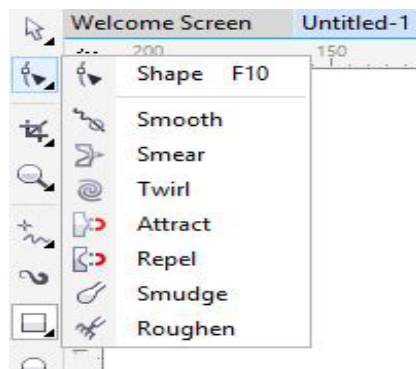 Welcome Screen Untitled-1
200 150
Shape F10
Smooth
Smear
Twirl
Attract
Repel
Smudge
Roughen